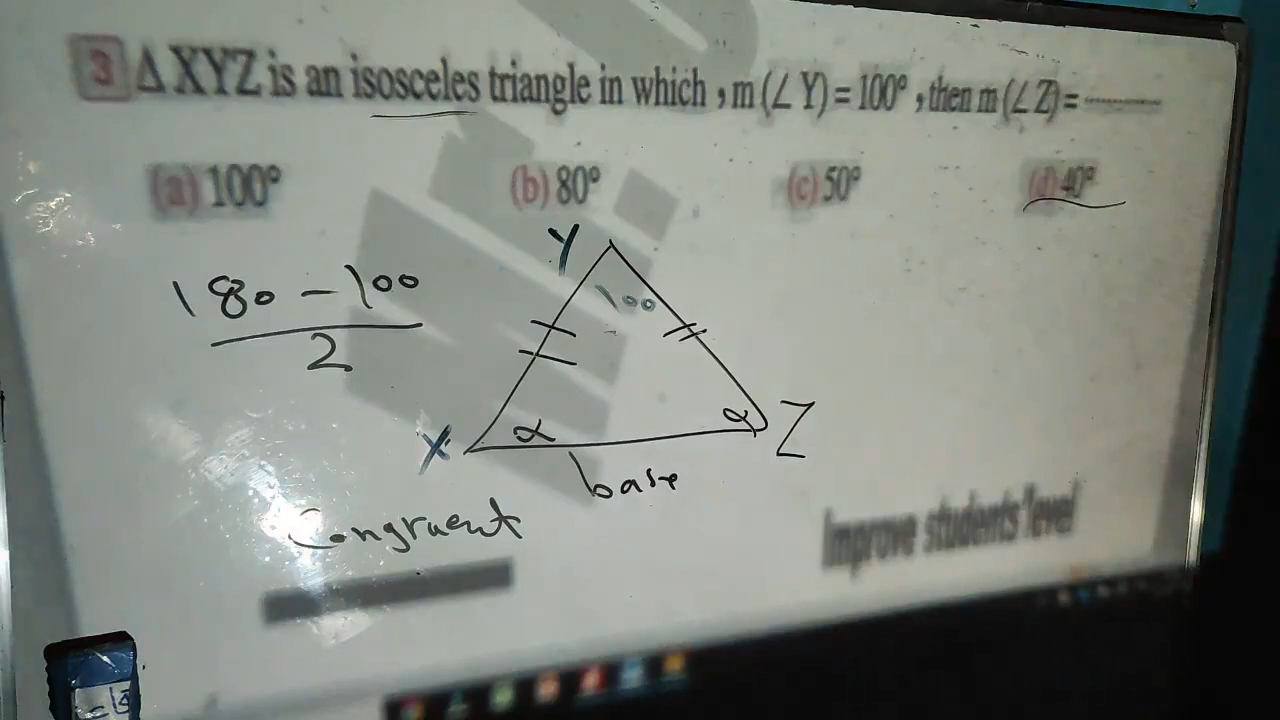 3 Δ XYZ is an isosceles triangle in which , m (∠ Y) = 100° , then m (∠ Z) = ............
(a) 100° (b) 80° (c) 50° (d) 40°
180 - 100
2
Y
100
X α α Z
base
Congruent
Improve students' level